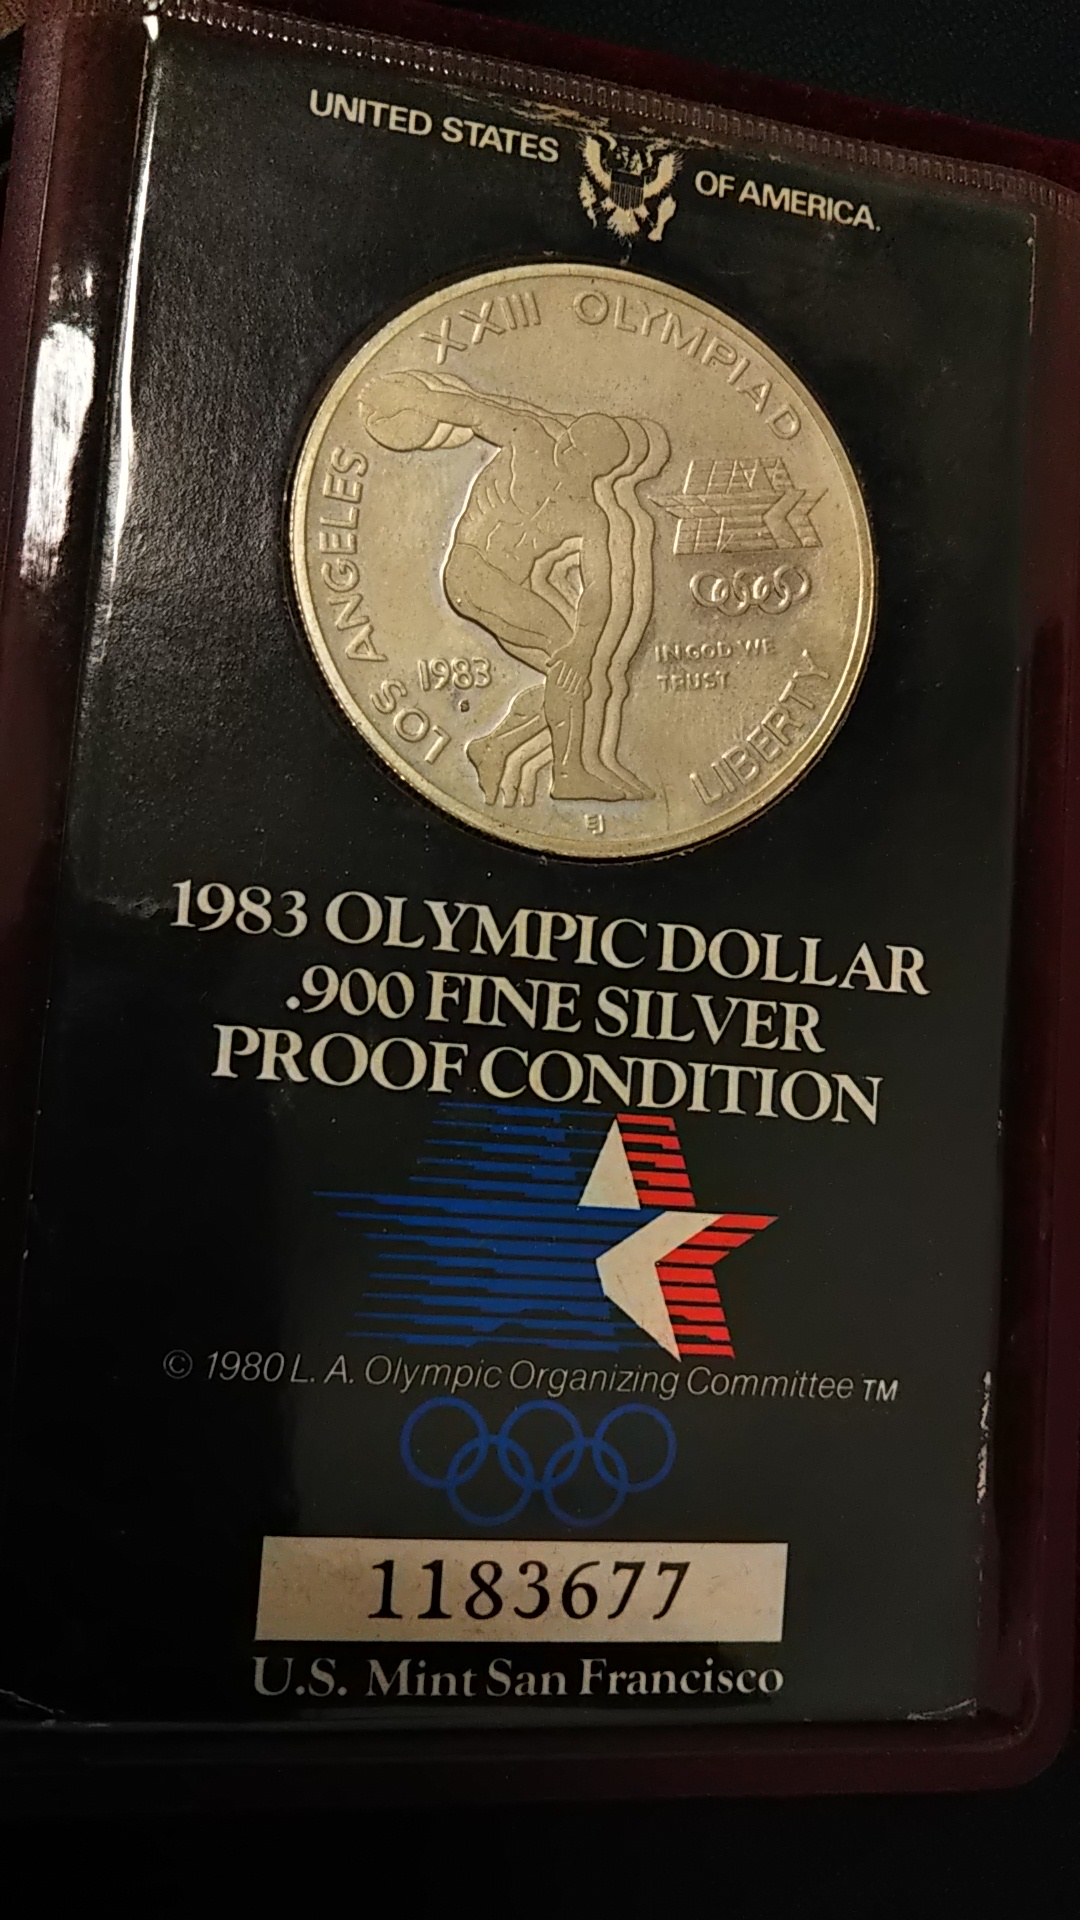 UNITED STATES OF AMERICA.
XXIII OLYMPIAD
LOS ANGELES
1983
S
IN GOD WE
TRUST
LIBERTY
EJ
1983 OLYMPIC DOLLAR
.900 FINE SILVER
PROOF CONDITION
© 1980 L. A. Olympic Organizing Committee TM
1183677
U.S. Mint San Francisco